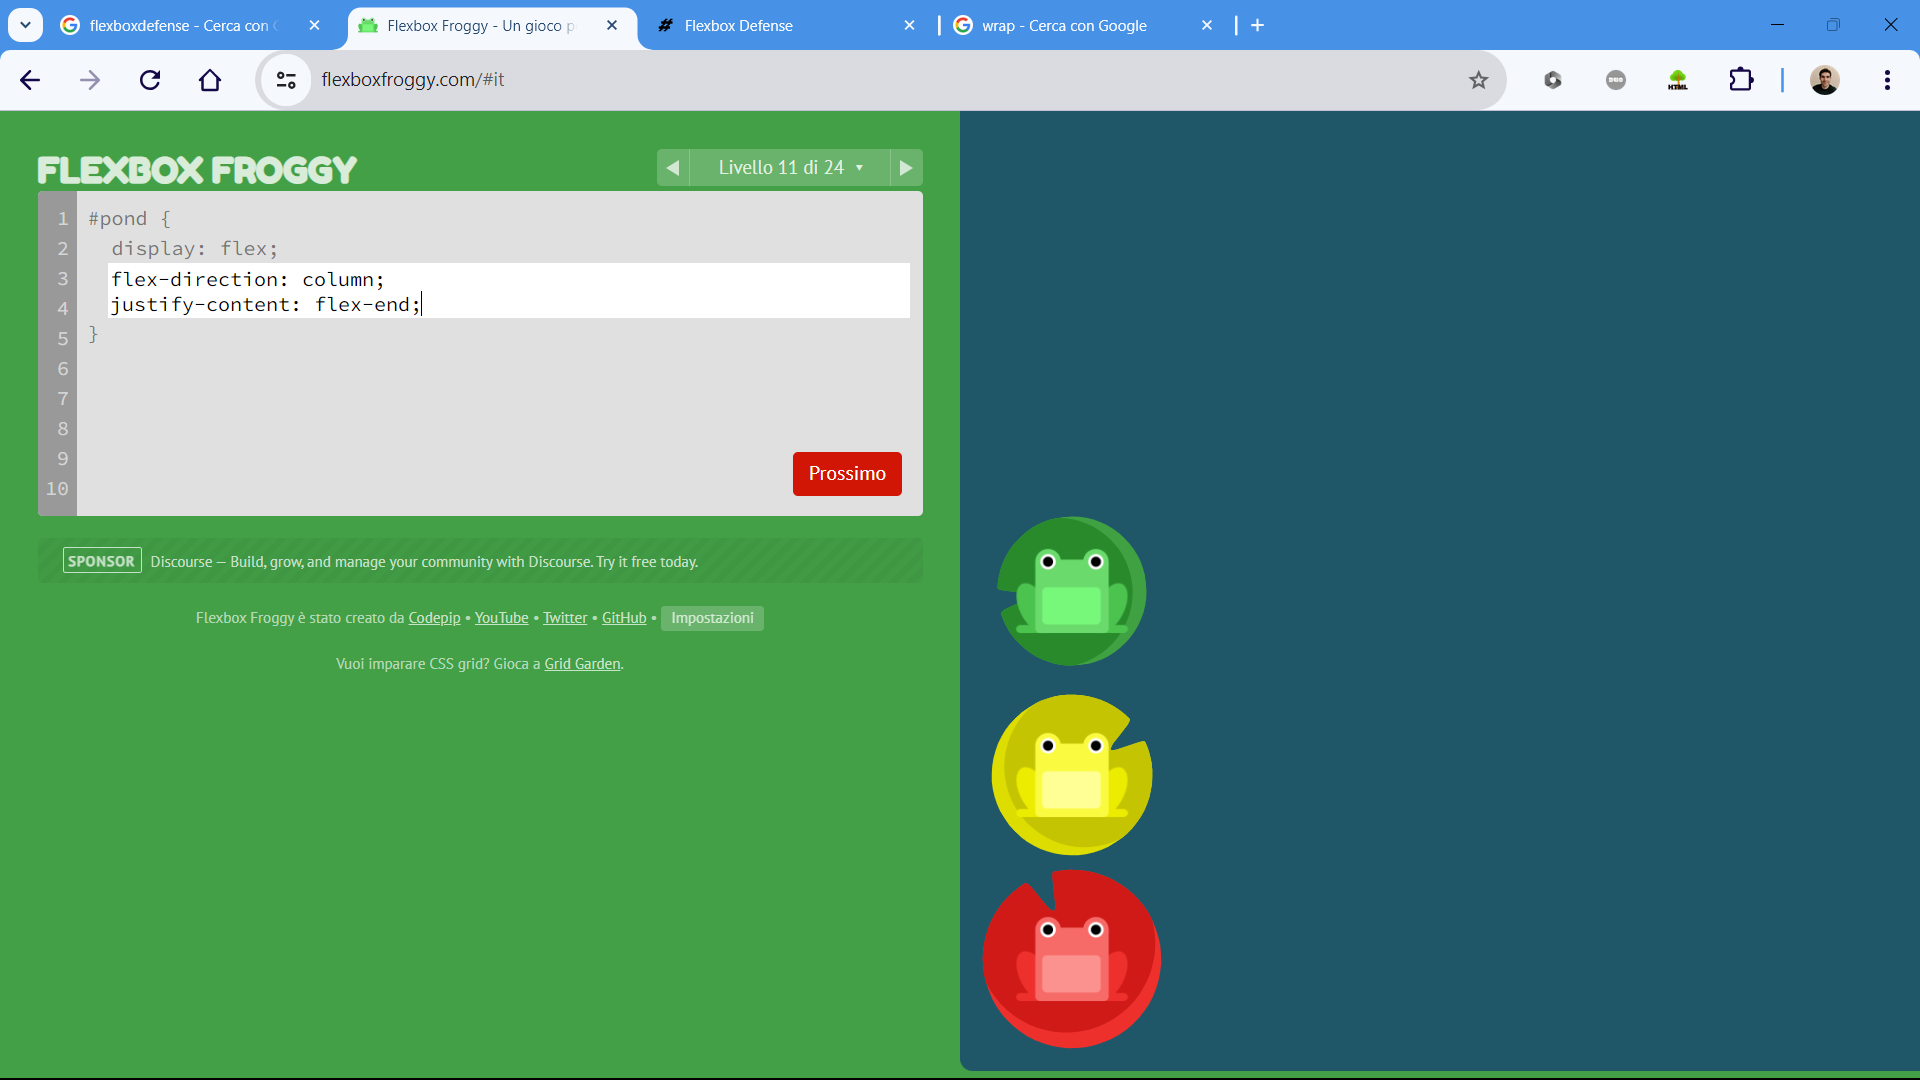 flexboxdefense - Cerca con G
Flexbox Froggy - Un gioco p
Flexbox Defense
wrap - Cerca con Google
flexboxfroggy.com/#it
HTML
FLEXBOX FROGGY
Livello 11 di 24
1 #pond {
2 display: flex;
3 flex-direction: column;
4 justify-content: flex-end;
5 }
6
7
8
9
10
Prossimo
SPONSOR Discourse — Build, grow, and manage your community with Discourse. Try it free today.
Flexbox Froggy è stato creato da Codepip • YouTube • Twitter • GitHub • Impostazioni
Vuoi imparare CSS grid? Gioca a Grid Garden.